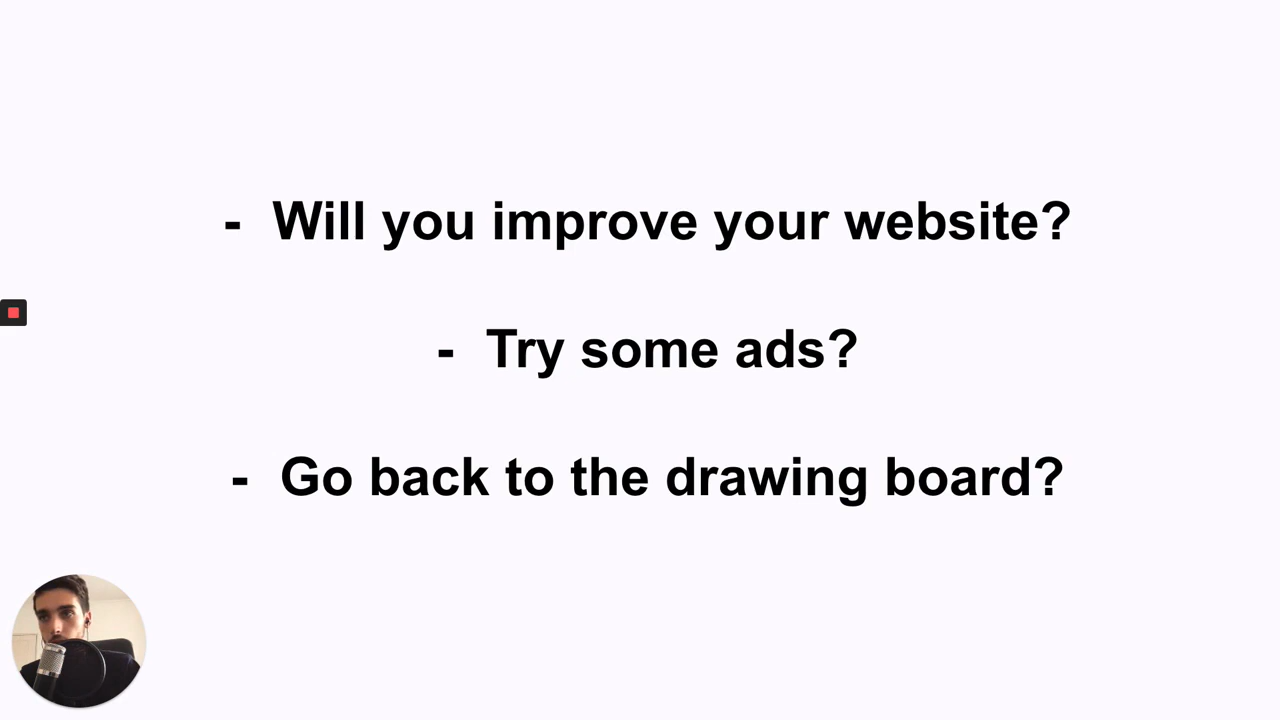 - Will you improve your website?
- Try some ads?
- Go back to the drawing board?